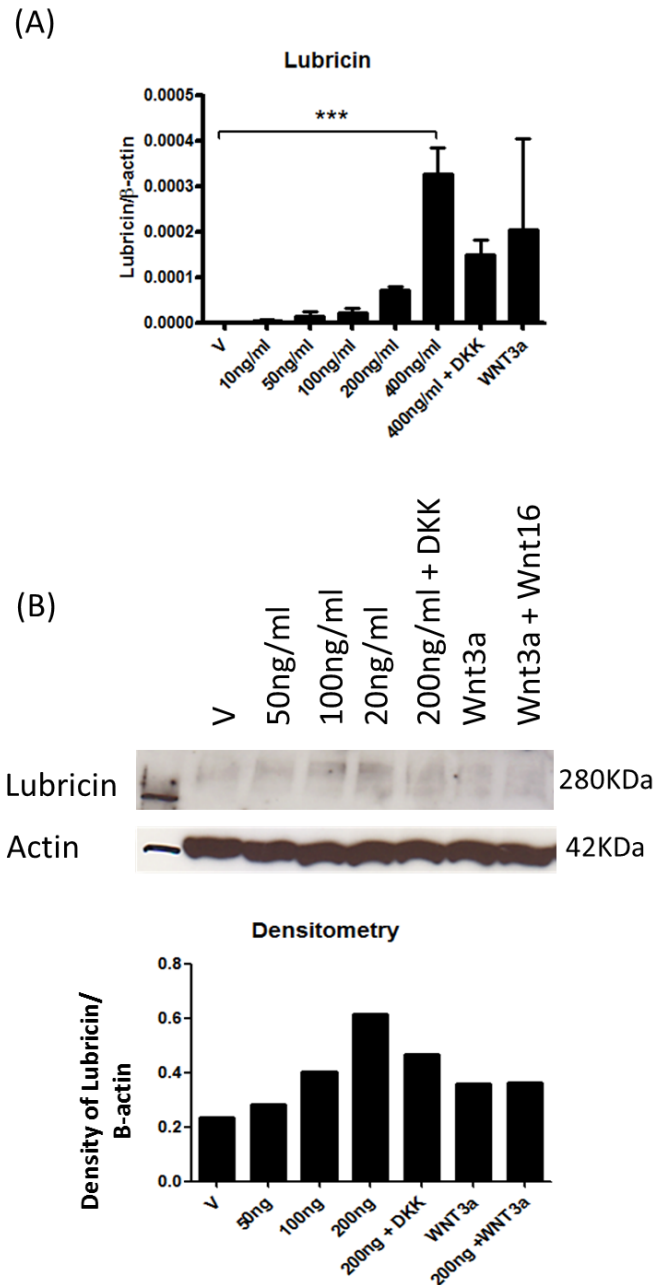 (A)
Lubricin
Lubricin/β-actin
0.0005
0.0004
0.0003
0.0002
0.0001
0.0000
***
V
10ng/ml
50ng/ml
100ng/ml
200ng/ml
400ng/ml
400ng/ml + DKK
WNT3a
(B)
V
50ng/ml
100ng/ml
20ng/ml
200ng/ml + DKK
Wnt3a
Wnt3a + Wnt16
Lubricin
280KDa
Actin
42KDa
Densitometry
Density of Lubricin/
B-actin
0.8
0.6
0.4
0.2
0.0
V
50ng
100ng
200ng
200ng + DKK
WNT3a
200ng +WNT3a